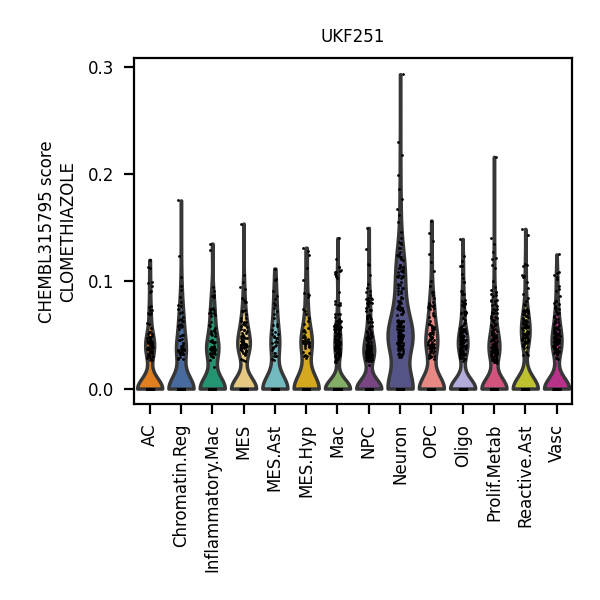 UKF251
CHEMBL315795 score
CLOMETHIAZOLE
0.3
0.2
0.1
0.0
AC
Chromatin.Reg
Inflammatory.Mac
MES
MES.Ast
MES.Hyp
Mac
NPC
Neuron
OPC
Oligo
Prolif.Metab
Reactive.Ast
Vasc